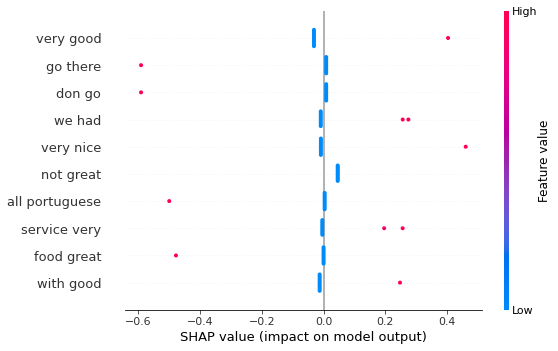 High
very good
go there
don go
we had
very nice
not great
all portuguese
service very
food great
with good
Feature value
Low
−0.6 −0.4 −0.2 0.0 0.2 0.4
SHAP value (impact on model output)